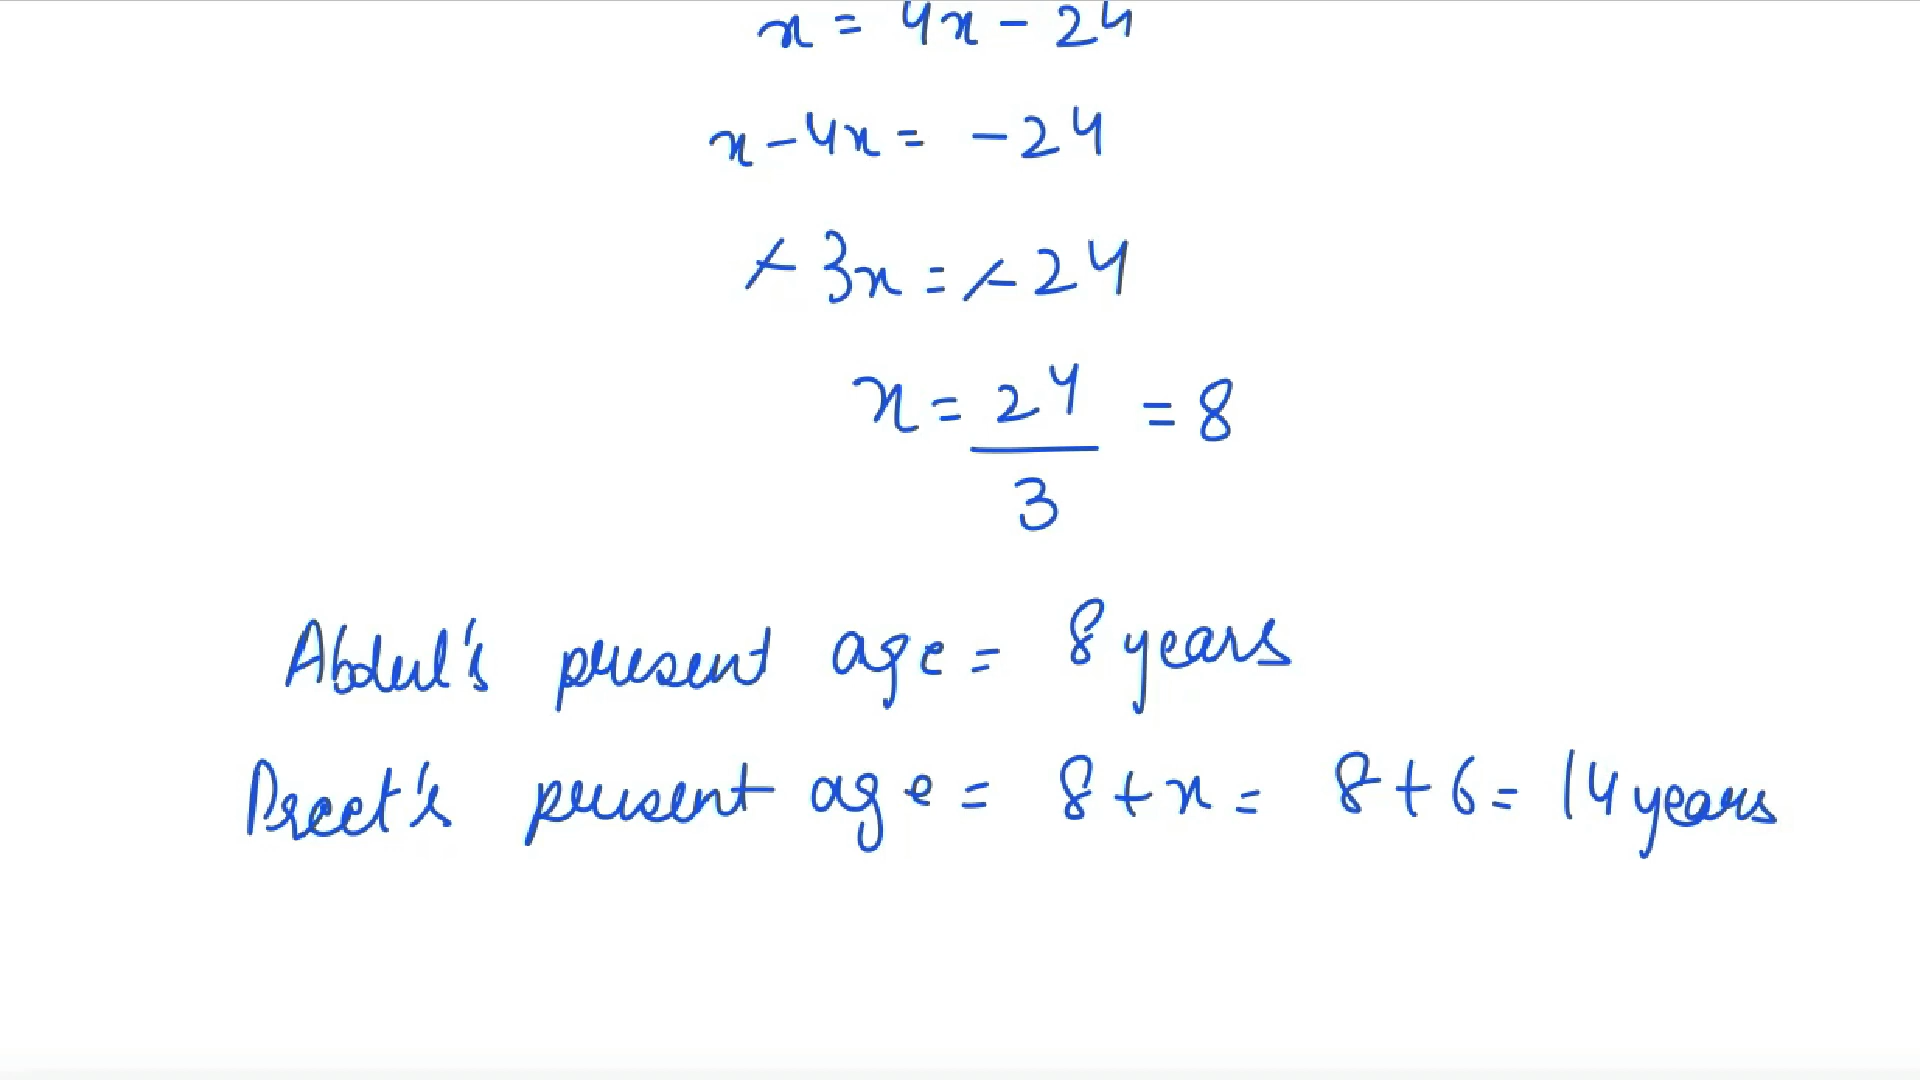 x = 4x - 24
x - 4x = -24
- 3x = - 24
x = 24/3 = 8
Abdul's present age = 8 years
Preet's present age = 8 + x = 8 + 6 = 14 years